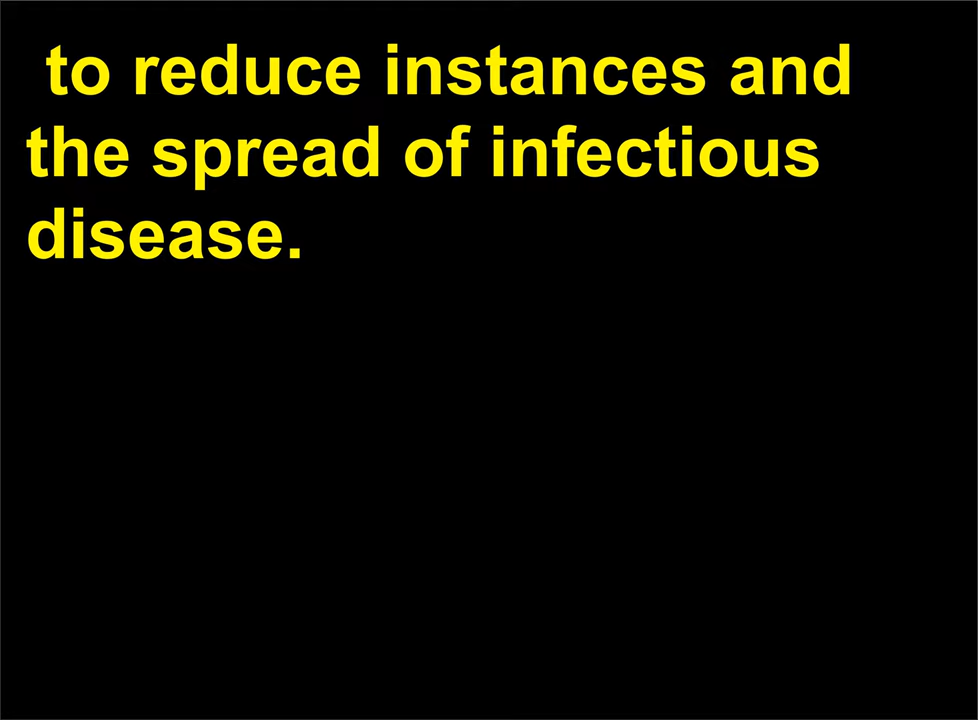 to reduce instances and
the spread of infectious
disease.